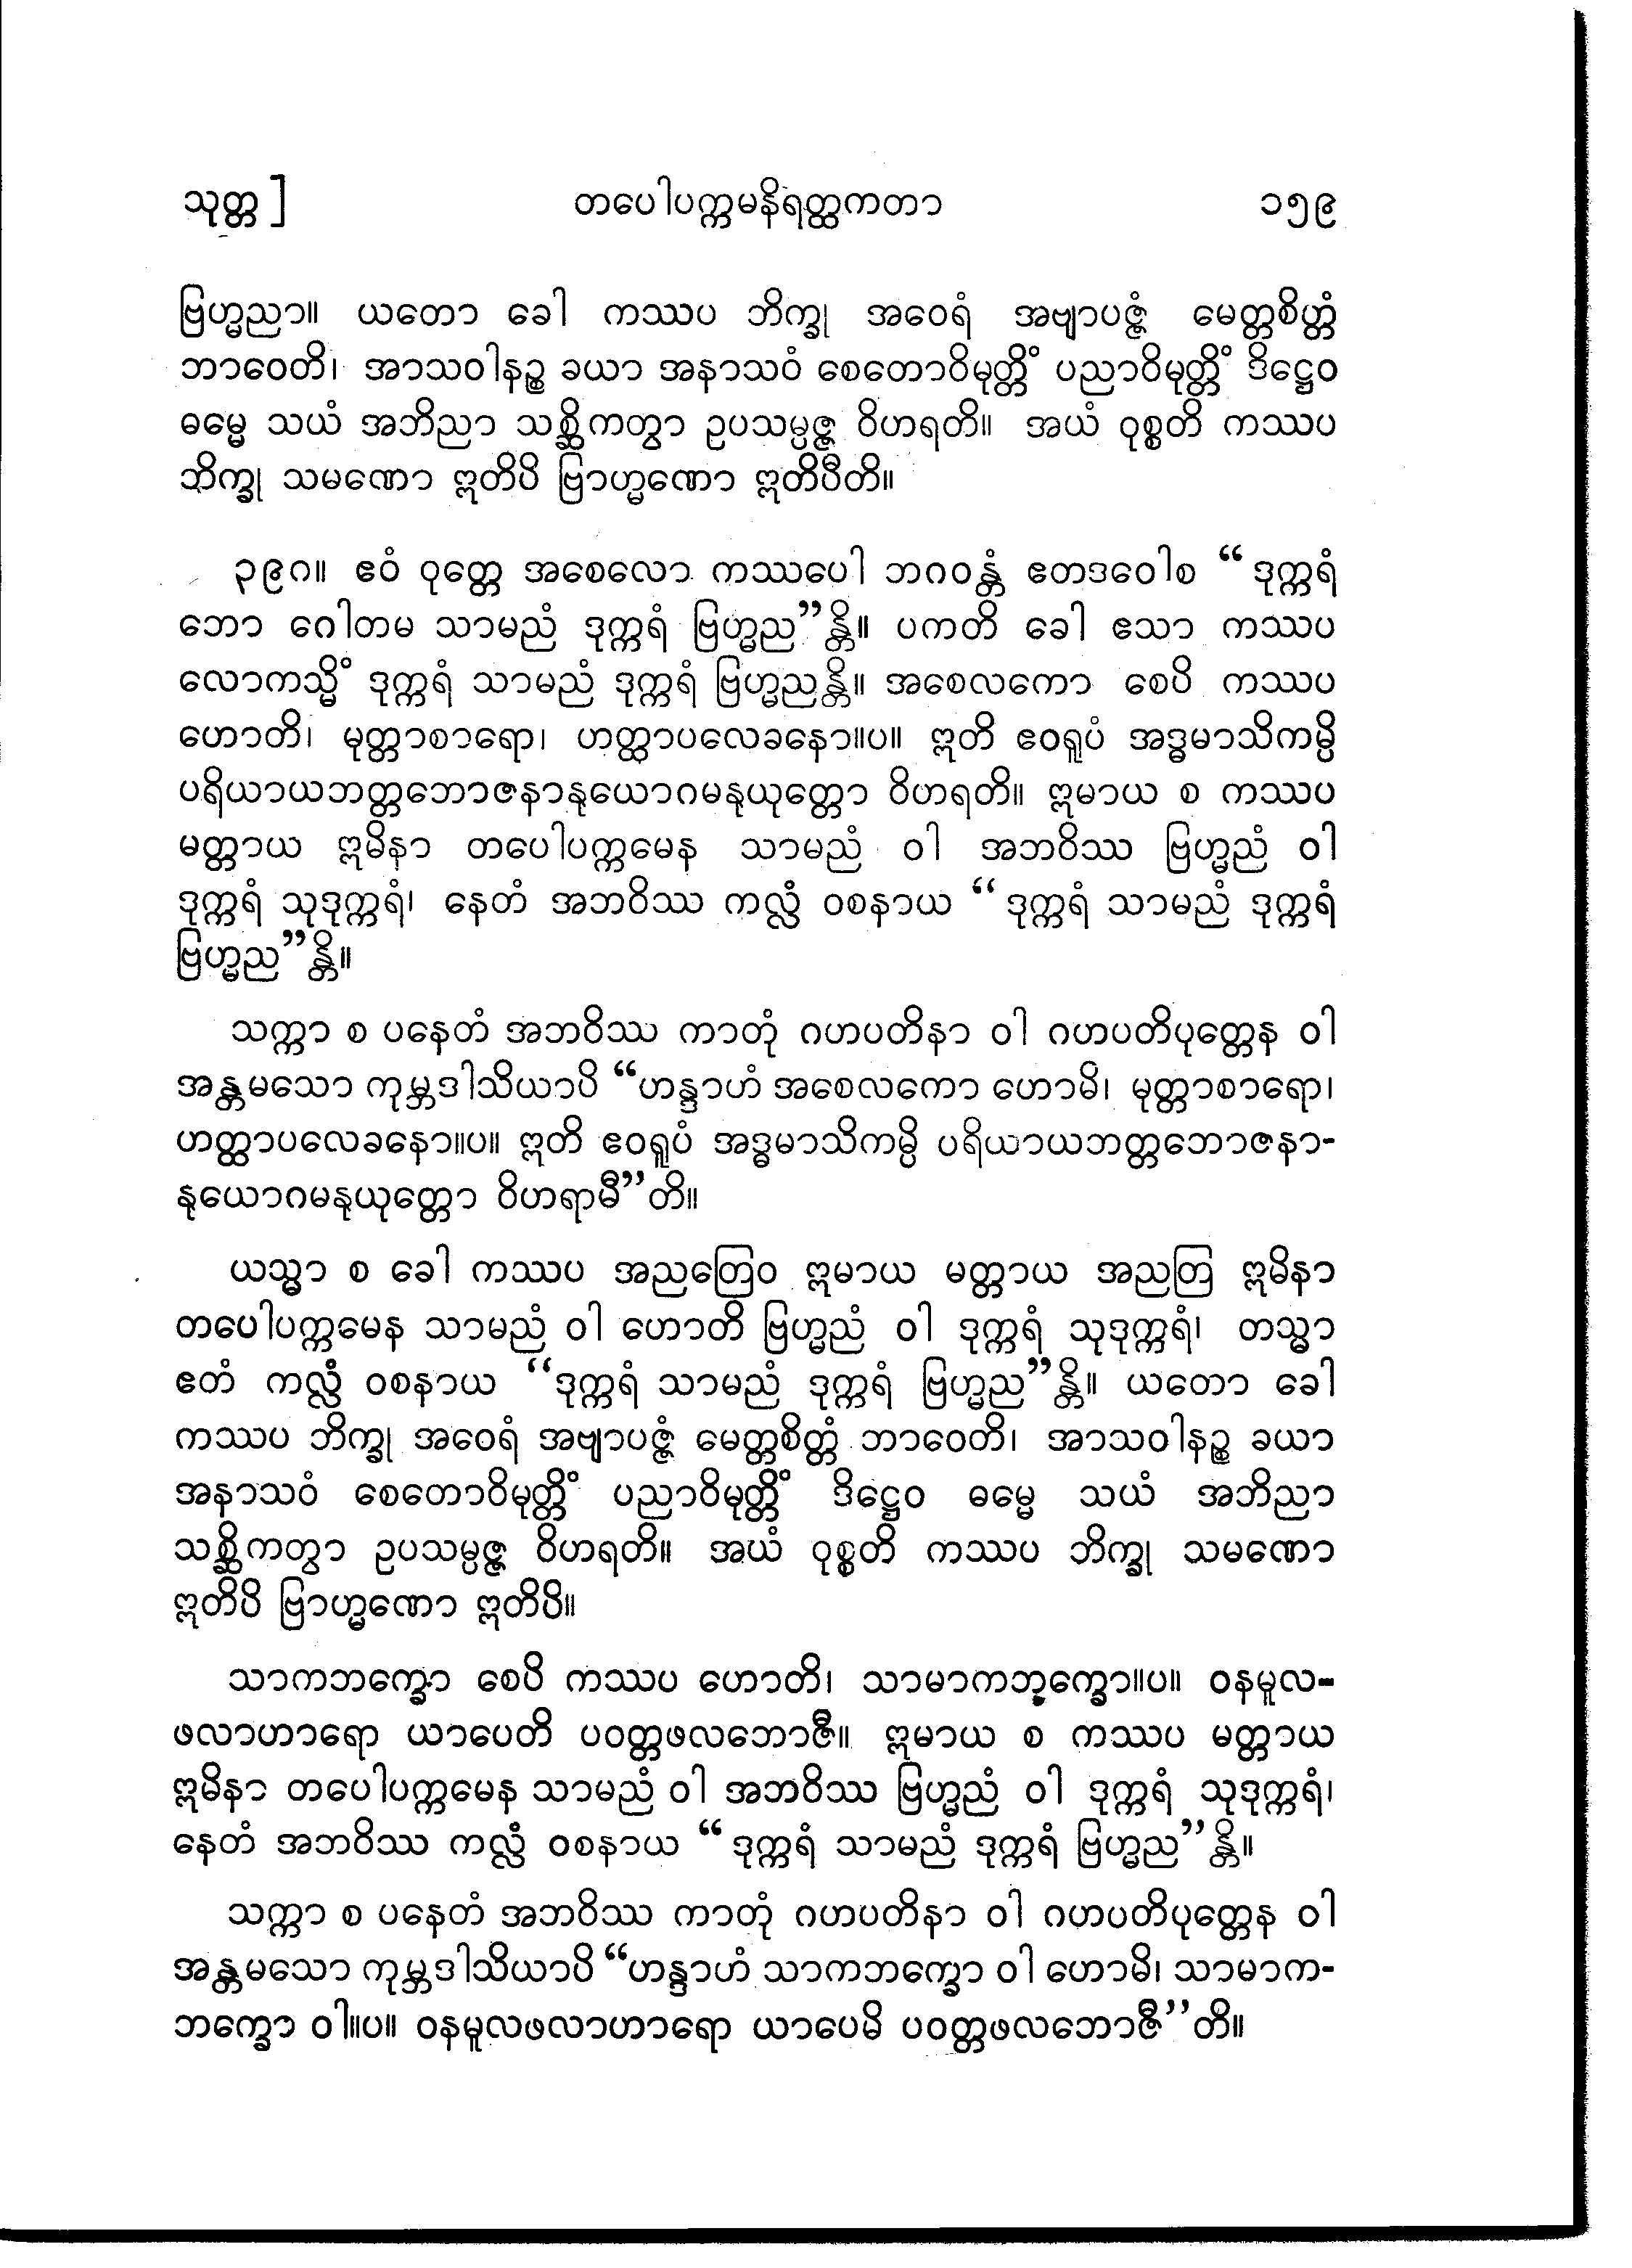 သုတ္တ ] တပေါပက္ကမနိရတ္ထကတာ ၁၅၉
ဗြဟ္မညာ။ ယတော ခေါ ကဿပ ဘိက္ခု အဝေရံ အဗျာပဇ္ဇံ မေတ္တစိတ္တံ
ဘာဝေတိ၊ အာသဝါနဉ္စ ခယာ အနာသဝံ စေတောဝိမုတ္တိံ ပညာဝိမုတ္တိံ ဒိဋ္ဌေဝ
ဓမ္မေ သယံ အဘိညာ သစ္ဆိကတွာ ဥပသမ္ပဇ္ဇ ဝိဟရတိ။ အယံ ဝုစ္စတိ ကဿပ
ဘိက္ခု သမဏော ဣတိပိ ဗြာဟ္မဏော ဣတိပီတိ။
၃၉၈။ ဧဝံ ဝုတ္တေ အစေလော ကဿပေါ ဘဂဝန္တံ ဧတဒဝေါစ “ ဒုက္ကရံ
ဘော ဂေါတမ သာမညံ ဒုက္ကရံ ဗြဟ္မည”န္တိ။ ပကတိ ခေါ ဧသာ ကဿပ
လောကသ္မိံ ဒုက္ကရံ သာမညံ ဒုက္ကရံ ဗြဟ္မညန္တိ။ အစေလကော စေပိ ကဿပ
ဟောတိ၊ မုတ္တာစာရော၊ ဟတ္ထာပလေခနော။ပ။ ဣတိ ဧဝရူပံ အဒ္ဓမာသိကမ္ပိ
ပရိယာယဘတ္တဘောဇနာနုယောဂမနုယုတ္တော ဝိဟရတိ။ ဣမာယ စ ကဿပ
မတ္တာယ ဣမိနာ တပေါပက္ကမေန သာမညံ ဝါ အဘဝိဿ ဗြဟ္မညံ ဝါ
ဒုက္ကရံ သုဒုက္ကရံ၊ နေတံ အဘဝိဿ ကလ္လံ ဝစနာယ “ ဒုက္ကရံ သာမညံ ဒုက္ကရံ
ဗြဟ္မည”န္တိ။
သက္ကာ စ ပနေတံ အဘဝိဿ ကာတုံ ဂဟပတိနာ ဝါ ဂဟပတိပုတ္တေန ဝါ
အန္တမသော ကုမ္ဘဒါသိယာပိ “ဟန္ဒာဟံ အစေလကော ဟောမိ၊ မုတ္တာစာရော၊
ဟတ္ထာပလေခနော။ပ။ ဣတိ ဧဝရူပံ အဒ္ဓမာသိကမ္ပိ ပရိယာယဘတ္တဘောဇနာ-
နုယောဂမနုယုတ္တော ဝိဟရာမီ”တိ။
ယသ္မာ စ ခေါ ကဿပ အညတြေဝ ဣမာယ မတ္တာယ အညတြ ဣမိနာ
တပေါပက္ကမေန သာမညံ ဝါ ဟောတိ ဗြဟ္မညံ ဝါ ဒုက္ကရံ သုဒုက္ကရံ၊ တသ္မာ
ဧတံ ကလ္လံ ဝစနာယ “ဒုက္ကရံ သာမညံ ဒုက္ကရံ ဗြဟ္မည”န္တိ။ ယတော ခေါ
ကဿပ ဘိက္ခု အဝေရံ အဗျာပဇ္ဇံ မေတ္တစိတ္တံ ဘာဝေတိ၊ အာသဝါနဉ္စ ခယာ
အနာသဝံ စေတောဝိမုတ္တိံ ပညာဝိမုတ္တိံ ဒိဋ္ဌေဝ ဓမ္မေ သယံ အဘိညာ
သစ္ဆိကတွာ ဥပသမ္ပဇ္ဇ ဝိဟရတိ။ အယံ ဝုစ္စတိ ကဿပ ဘိက္ခု သမဏော
ဣတိပိ ဗြာဟ္မဏော ဣတိပိ။
သာကဘက္ခော စေပိ ကဿပ ဟောတိ၊ သာမာကဘက္ခော။ပ။ ဝနမူလ-
ဖလာဟာရော ယာပေတိ ပဝတ္တဖလဘောဇီ။ ဣမာယ စ ကဿပ မတ္တာယ
ဣမိနာ တပေါပက္ကမေန သာမညံ ဝါ အဘဝိဿ ဗြဟ္မညံ ဝါ ဒုက္ကရံ သုဒုက္ကရံ၊
နေတံ အဘဝိဿ ကလ္လံ ဝစနာယ “ ဒုက္ကရံ သာမညံ ဒုက္ကရံ ဗြဟ္မည”န္တိ။
သက္ကာ စ ပနေတံ အဘဝိဿ ကာတုံ ဂဟပတိနာ ဝါ ဂဟပတိပုတ္တေန ဝါ
အန္တမသော ကုမ္ဘဒါသိယာပိ “ဟန္ဒာဟံ သာကဘက္ခော ဝါ ဟောမိ၊ သာမာက-
ဘက္ခော ဝါ။ပ။ ဝနမူလဖလာဟာရော ယာပေမိ ပဝတ္တဖလဘောဇီ”တိ။